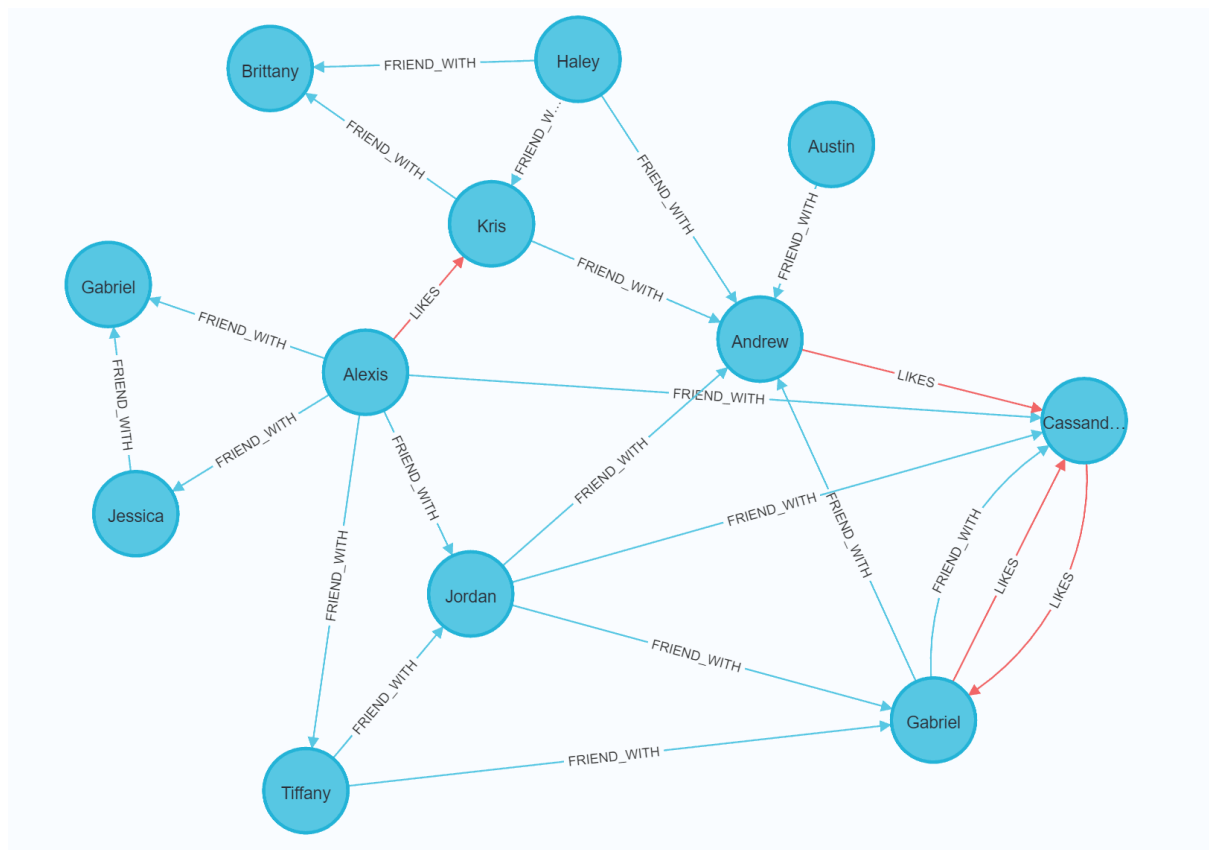 Haley
Brittany
FRIEND_WITH
FRIEND_W...
FRIEND_WITH
Austin
FRIEND_WITH
Kris
FRIEND_WITH
FRIEND_WITH
Gabriel
LIKES
FRIEND_WITH
Andrew
Alexis
LIKES
FRIEND_WITH
Cassand...
FRIEND_WITH
FRIEND_WITH
FRIEND_WITH
FRIEND_WITH
Jessica
FRIEND_WITH
FRIEND_WITH
FRIEND_WITH
LIKES
LIKES
FRIEND_WITH
Jordan
FRIEND_WITH
FRIEND_WITH
FRIEND_WITH
Gabriel
FRIEND_WITH
Tiffany